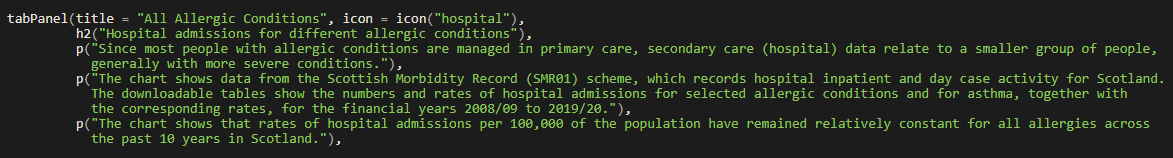 tabPanel(title = "All Allergic Conditions", icon = icon("hospital"),
h2("Hospital admissions for different allergic conditions"),
p("Since most people with allergic conditions are managed in primary care, secondary care (hospital) data relate to a smaller group of people,
generally with more severe conditions."),
p("The chart shows data from the Scottish Morbidity Record (SMR01) scheme, which records hospital inpatient and day case activity for Scotland.
The downloadable tables show the numbers and rates of hospital admissions for selected allergic conditions and for asthma, together with
the corresponding rates, for the financial years 2008/09 to 2019/20."),
p("The chart shows that rates of hospital admissions per 100,000 of the population have remained relatively constant for all allergies across
the past 10 years in Scotland."),